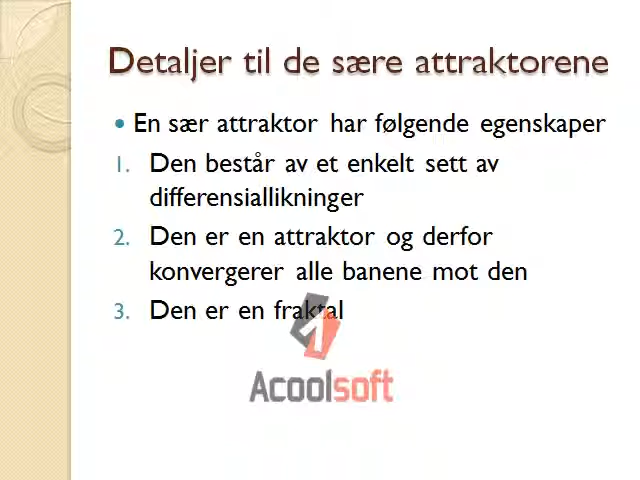 Detaljer til de sære attraktorene
• En sær attraktor har følgende egenskaper
1. Den består av et enkelt sett av
differensiallikninger
2. Den er en attraktor og derfor
konvergerer alle banene mot den
3. Den er en fraktal
Acoolsoft